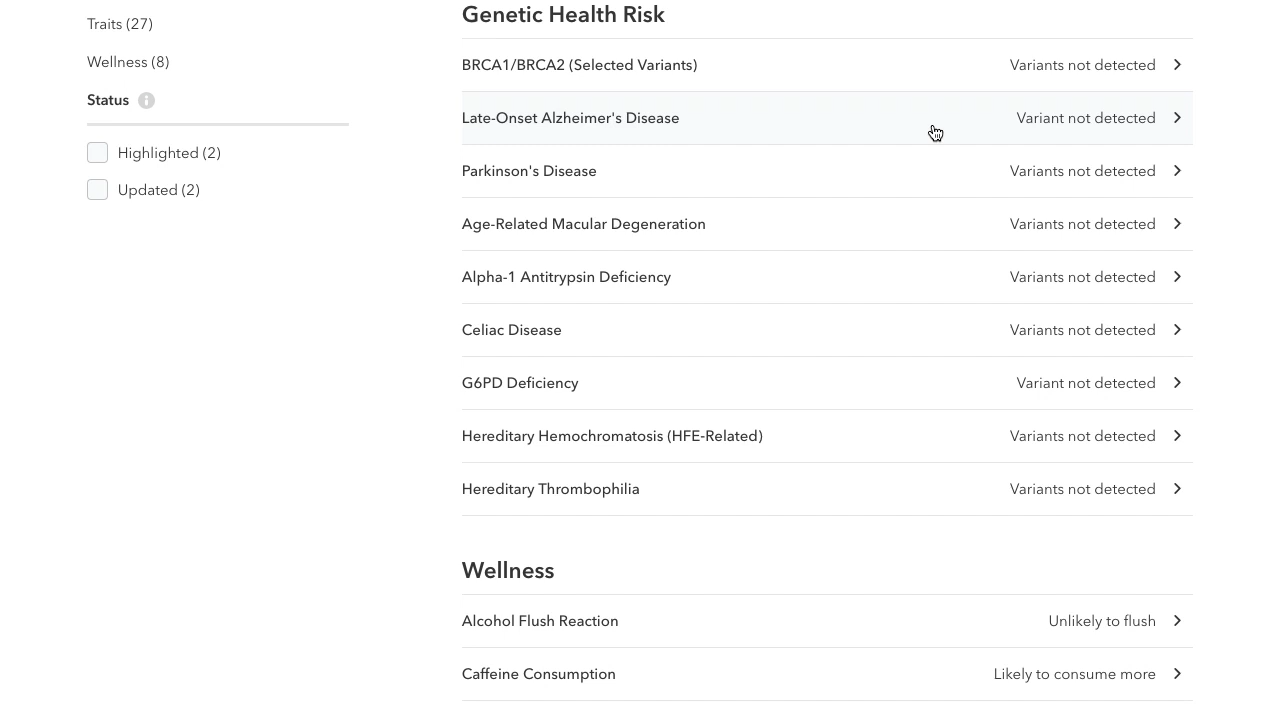 Traits (27)
Wellness (8)
Status
Highlighted (2)
Updated (2)
Genetic Health Risk
BRCA1/BRCA2 (Selected Variants) Variants not detected
Late-Onset Alzheimer's Disease Variant not detected
Parkinson's Disease Variants not detected
Age-Related Macular Degeneration Variants not detected
Alpha-1 Antitrypsin Deficiency Variants not detected
Celiac Disease Variants not detected
G6PD Deficiency Variant not detected
Hereditary Hemochromatosis (HFE-Related) Variants not detected
Hereditary Thrombophilia Variants not detected
Wellness
Alcohol Flush Reaction Unlikely to flush
Caffeine Consumption Likely to consume more